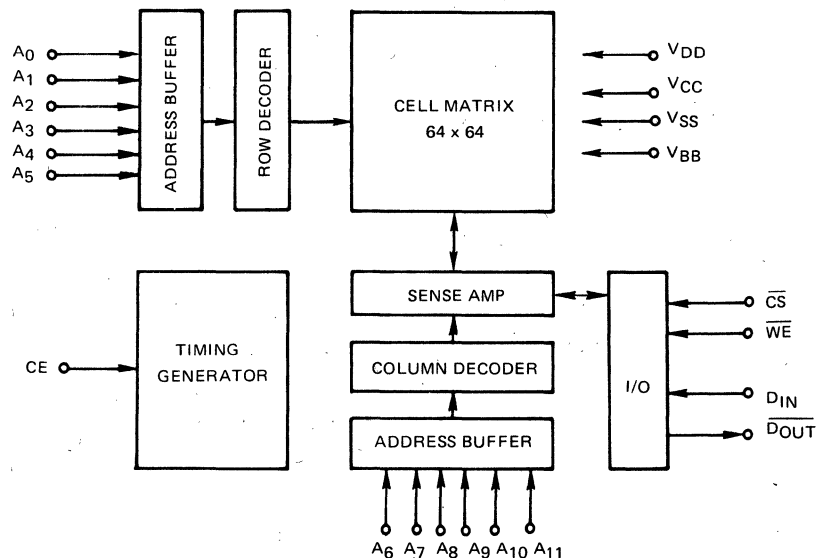 A0
A1
A2
A3
A4
A5
ADDRESS BUFFER
ROW DECODER
CELL MATRIX
64 x 64
VDD
VCC
VSS
VBB
CE
TIMING
GENERATOR
SENSE AMP
COLUMN DECODER
ADDRESS BUFFER
I/O
CS
WE
DIN
DOUT
A6 A7 A8 A9 A10 A11